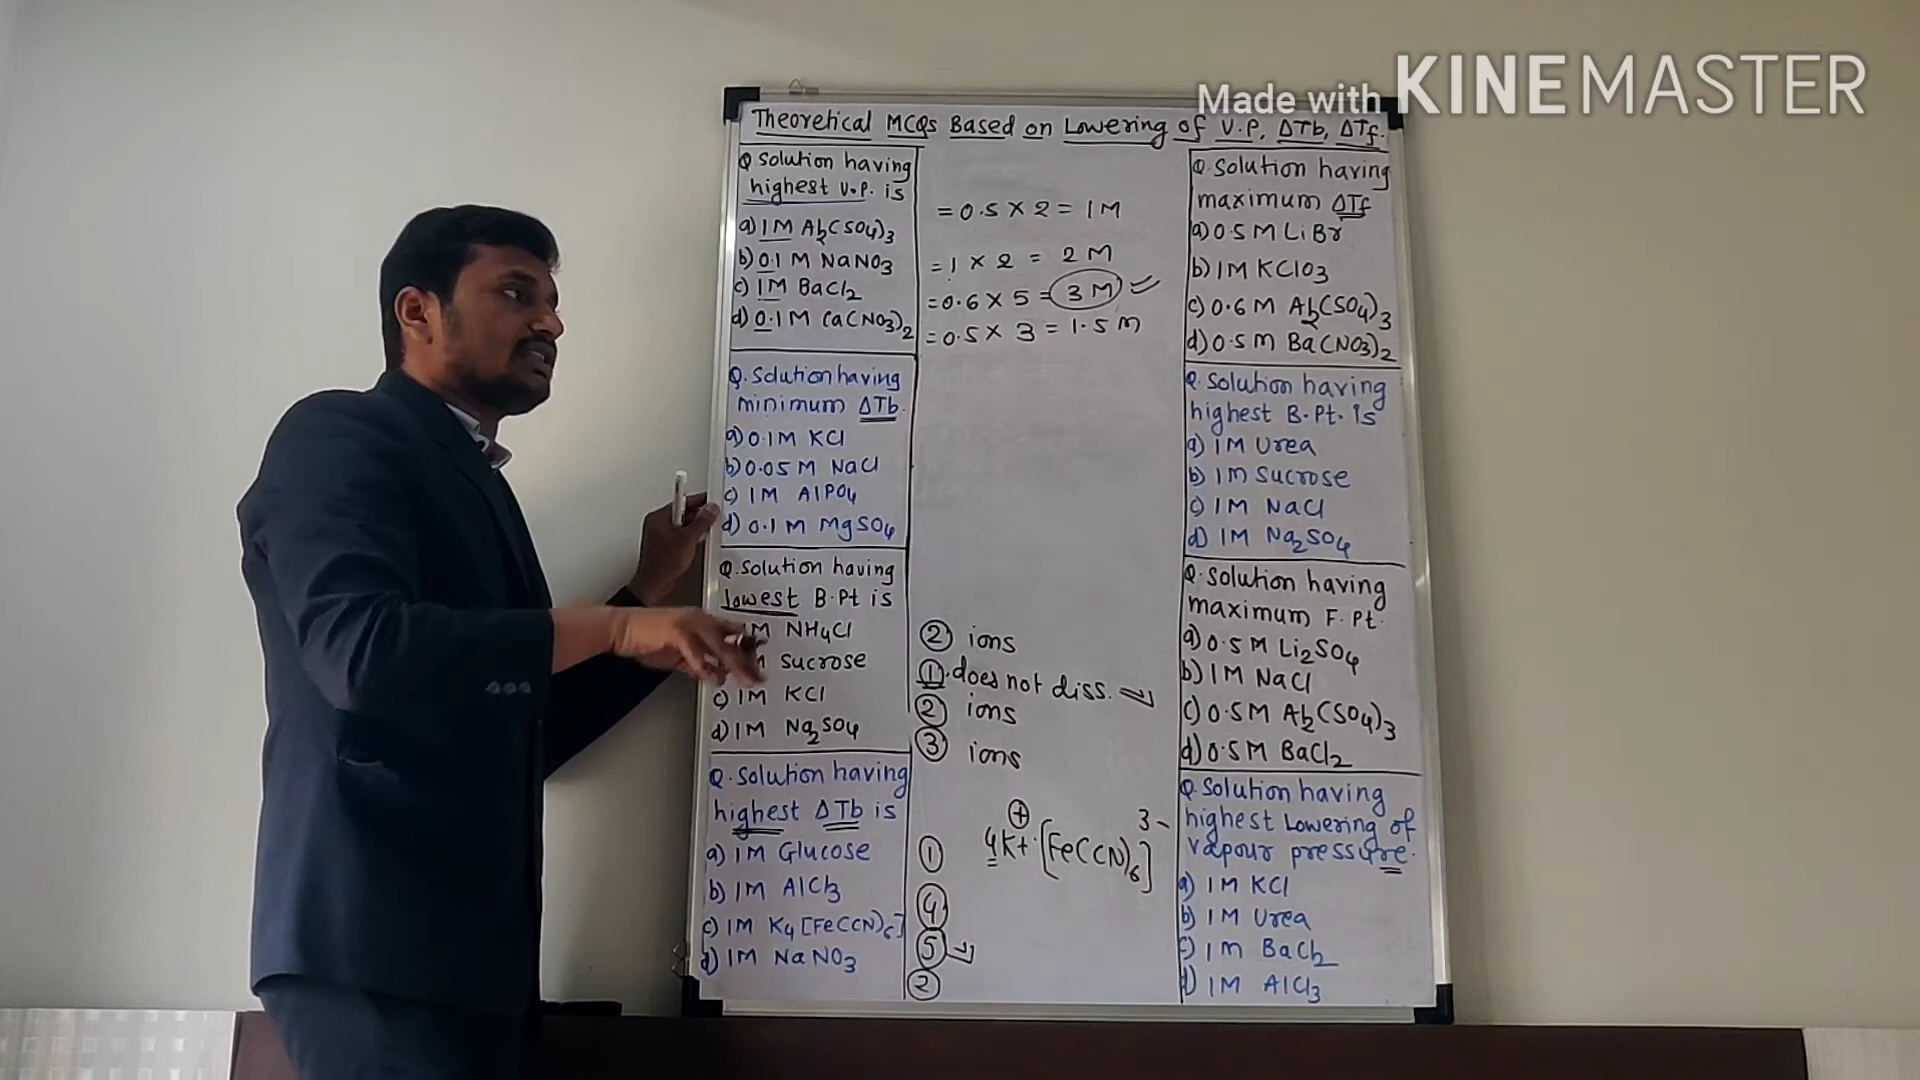 Made with KINEMASTER
Theoretical MCQs Based on Lowering of V.P, ΔTb, ΔTf.
Q Solution having
highest V.P. is
a) 1M Al2(SO4)3
b) 0.1 M NaNO3
c) 1M BaCl2
d) 0.1M Ca(NO3)2
Q. Solution having
minimum ΔTb.
a) 0.1M KCl
b) 0.05 M NaCl
c) 1M AlPO4
d) 0.1 M MgSO4
Q. Solution having
lowest B.Pt is
1M NH4Cl
Sucrose
c) 1M KCl
d) 1M Na2SO4
Q. Solution having
highest ΔTb is
a) 1M Glucose
b) 1M AlCl3
c) 1M K4[Fe(CN)6]
d) 1M NaNO3
= 0.5 × 2 = 1M
= 1 × 2 = 2 M
= 0.6 × 5 = 3 M
= 0.5 × 3 = 1.5 M
2 ions
1. does not diss.
2 ions
3 ions
+ 3-
4K+ . [Fe(CN)6]
1
4
5
2
Q. Solution having
maximum ΔTf
a) 0.5 M LiBr
b) 1M KClO3
c) 0.6 M Al2(SO4)3
d) 0.5 M Ba(NO3)2
Q. Solution having
highest B.Pt. is
a) 1M Urea
b) 1M Sucrose
c) 1M NaCl
d) 1M Na2SO4
Q. Solution having
maximum F.Pt.
a) 0.5 M Li2SO4
b) 1M NaCl
c) 0.5M Al2(SO4)3
d) 0.5M BaCl2
Q. Solution having
highest Lowering of
vapour pressure.
a) 1M KCl
b) 1M Urea
c) 1M BaCl2
d) 1M AlCl3